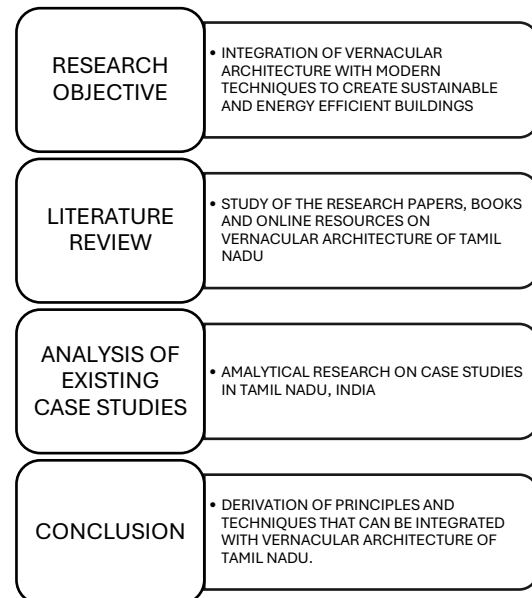 RESEARCH
OBJECTIVE
• INTEGRATION OF VERNACULAR
ARCHITECTURE WITH MODERN
TECHNIQUES TO CREATE SUSTAINABLE
AND ENERGY EFFICIENT BUILDINGS
LITERATURE
REVIEW
• STUDY OF THE RESEARCH PAPERS, BOOKS
AND ONLINE RESOURCES ON
VERNACULAR ARCHITECTURE OF TAMIL
NADU
ANALYSIS OF
EXISTING
CASE STUDIES
• AMALYTICAL RESEARCH ON CASE STUDIES
IN TAMIL NADU, INDIA
CONCLUSION
• DERIVATION OF PRINCIPLES AND
TECHNIQUES THAT CAN BE INTEGRATED
WITH VERNACULAR ARCHITECTURE OF
TAMIL NADU.